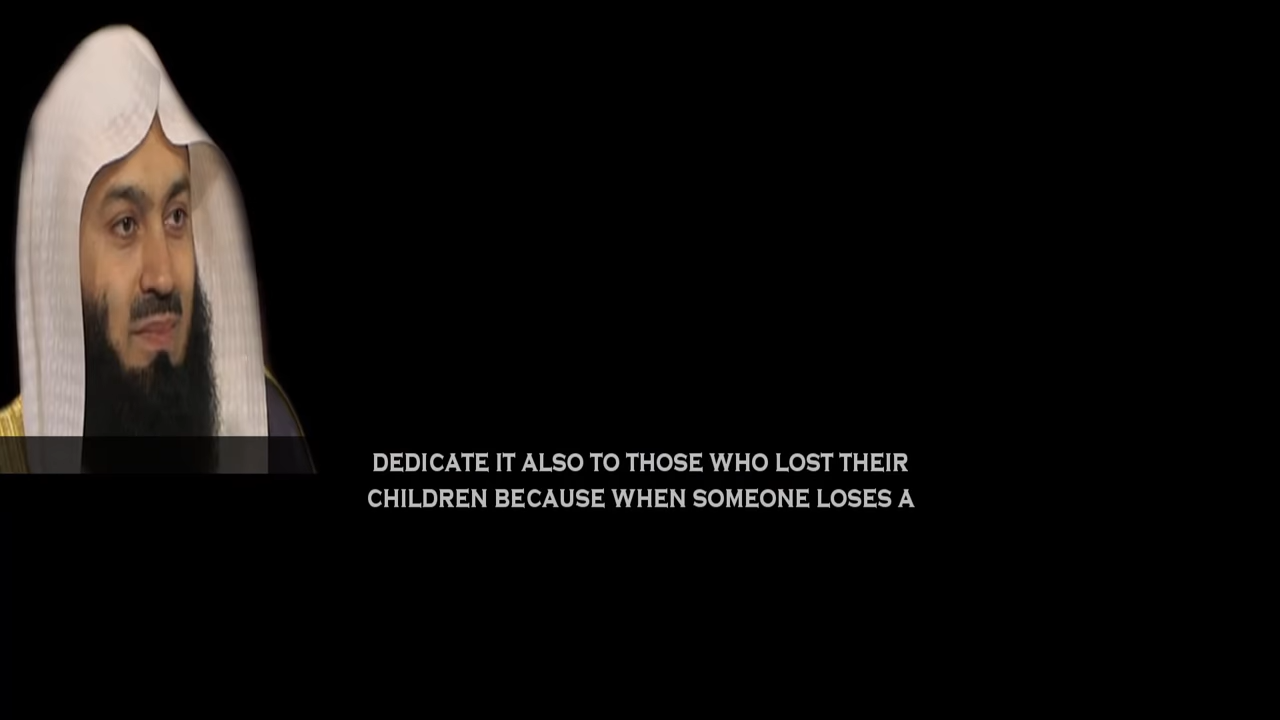 DEDICATE IT ALSO TO THOSE WHO LOST THEIR
CHILDREN BECAUSE WHEN SOMEONE LOSES A